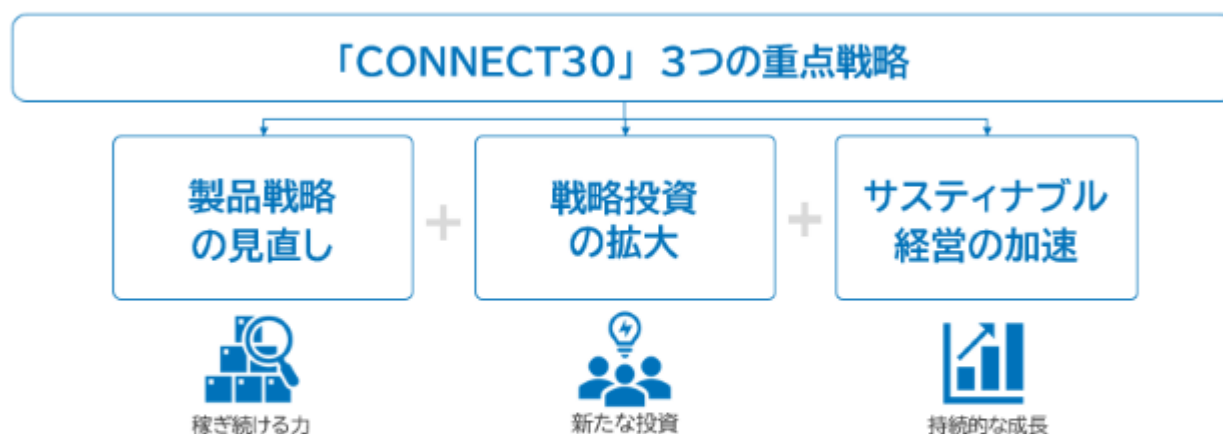 「CONNECT30」 3つの重点戦略
製品戦略
の見直し
+
戦略投資
の拡大
+
サスティナブル
経営の加速
稼ぎ続ける力
新たな投資
持続的な成長